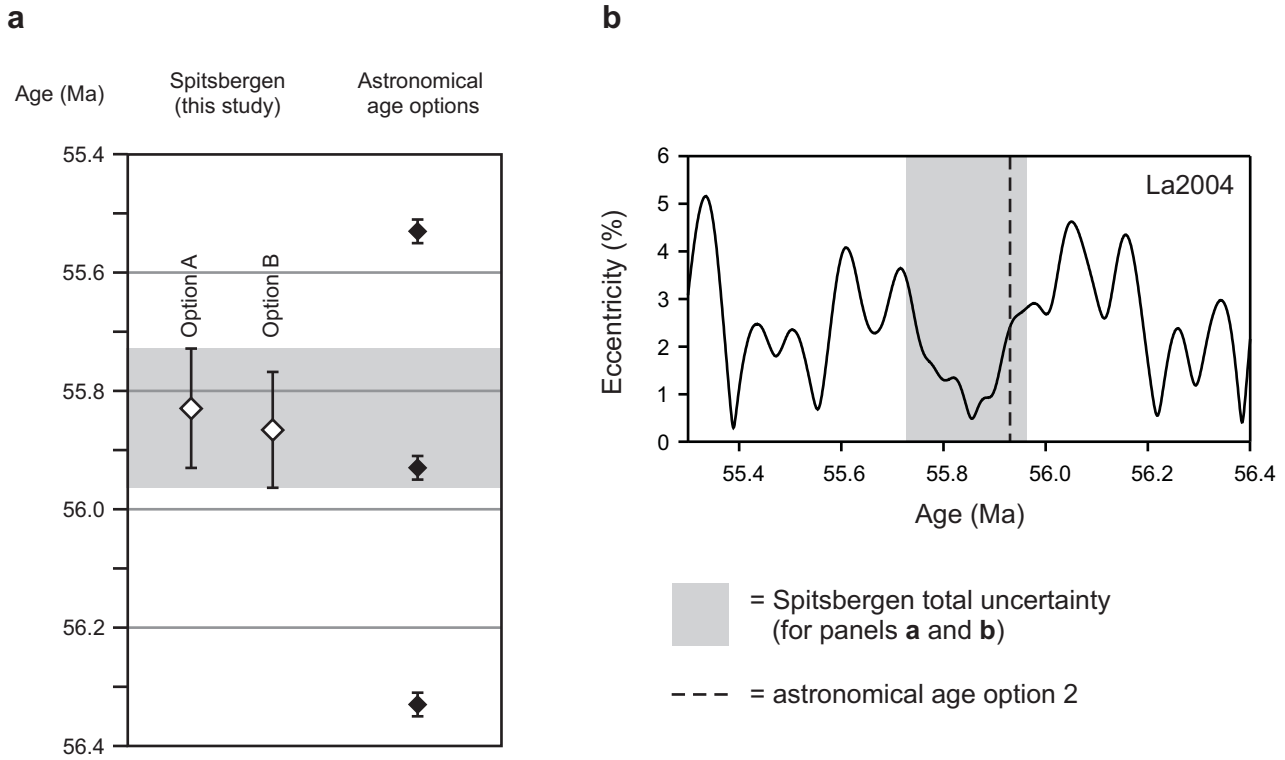 a
Age (Ma)
Spitsbergen
(this study)
Astronomical
age options
55.4
55.6
55.8
56.0
56.2
56.4
Option A
Option B
b
La2004
Eccentricity (%)
6
5
4
3
2
1
0
55.4
55.6
55.8
56.0
56.2
56.4
Age (Ma)
= Spitsbergen total uncertainty
(for panels a and b)
= astronomical age option 2